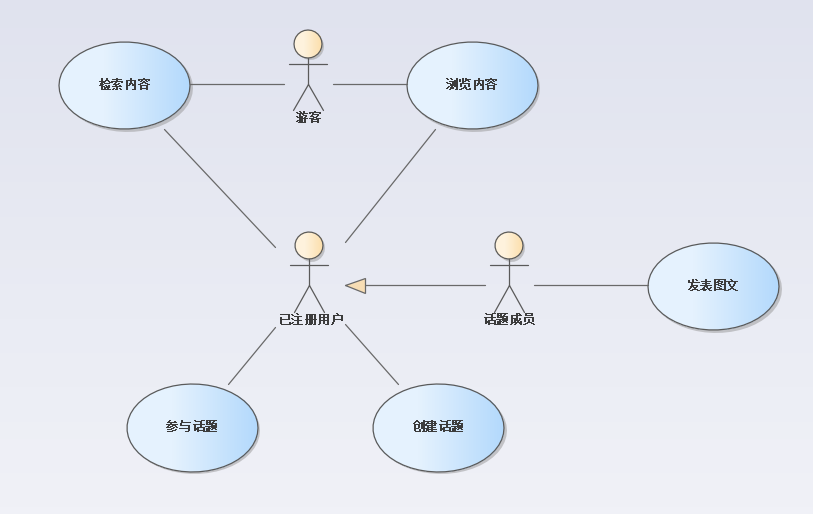 检索内容
浏览内容
游客
发表图文
已注册用户
话题成员
参与话题
创建话题